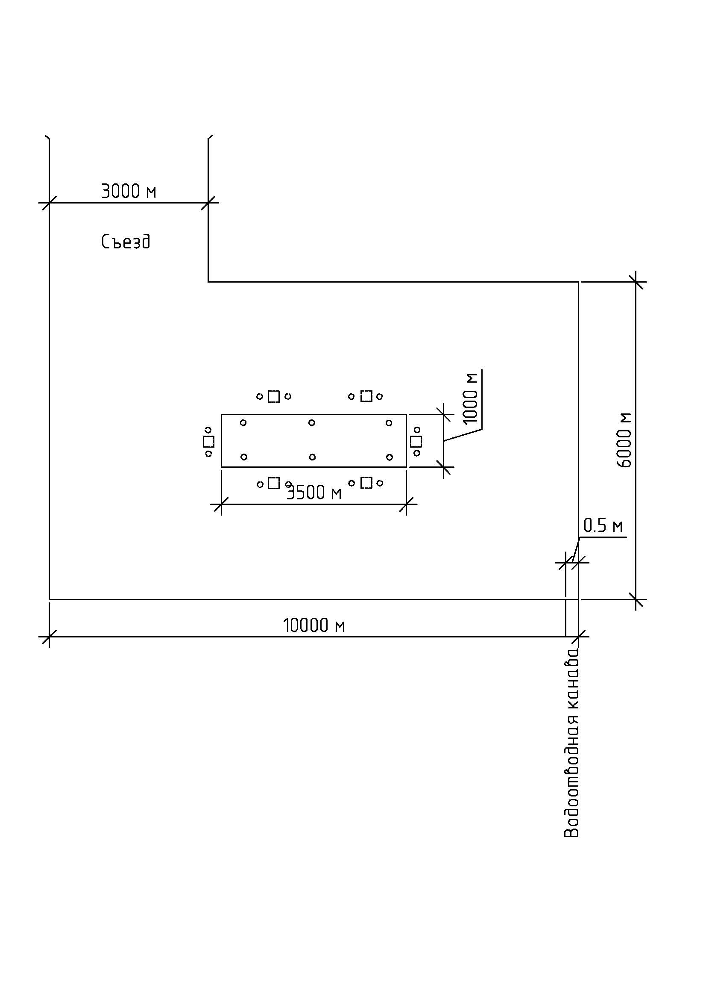 3000 м
Съезд
1000 м
6000 м
3500 м
0.5 м
10000 м
Водоотводная канава